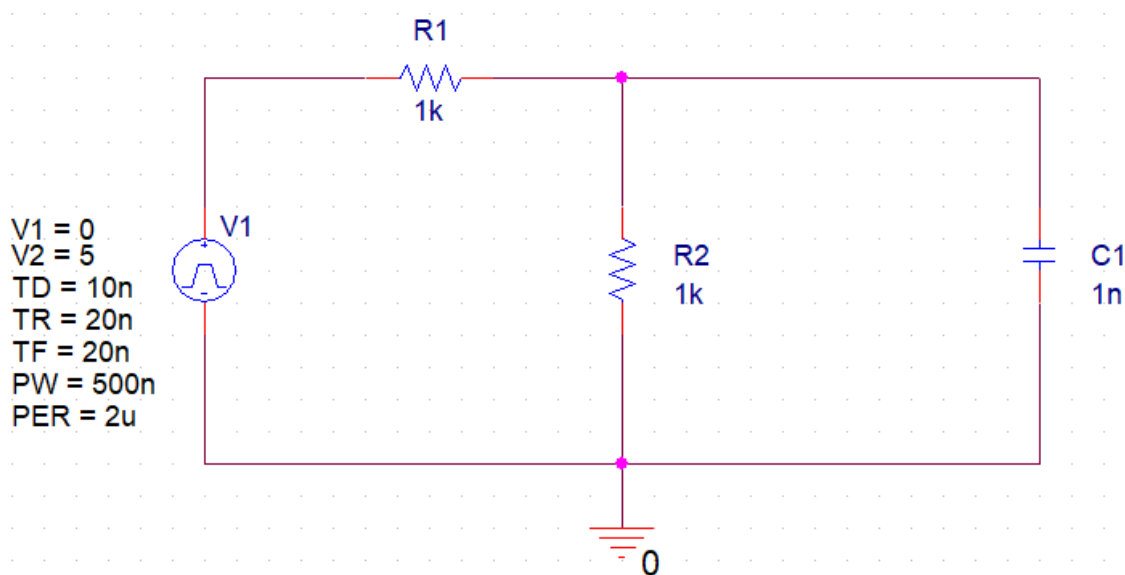 R1
1k
V1
V1 = 0
V2 = 5
TD = 10n
TR = 20n
TF = 20n
PW = 500n
PER = 2u
R2
1k
C1
1n
0